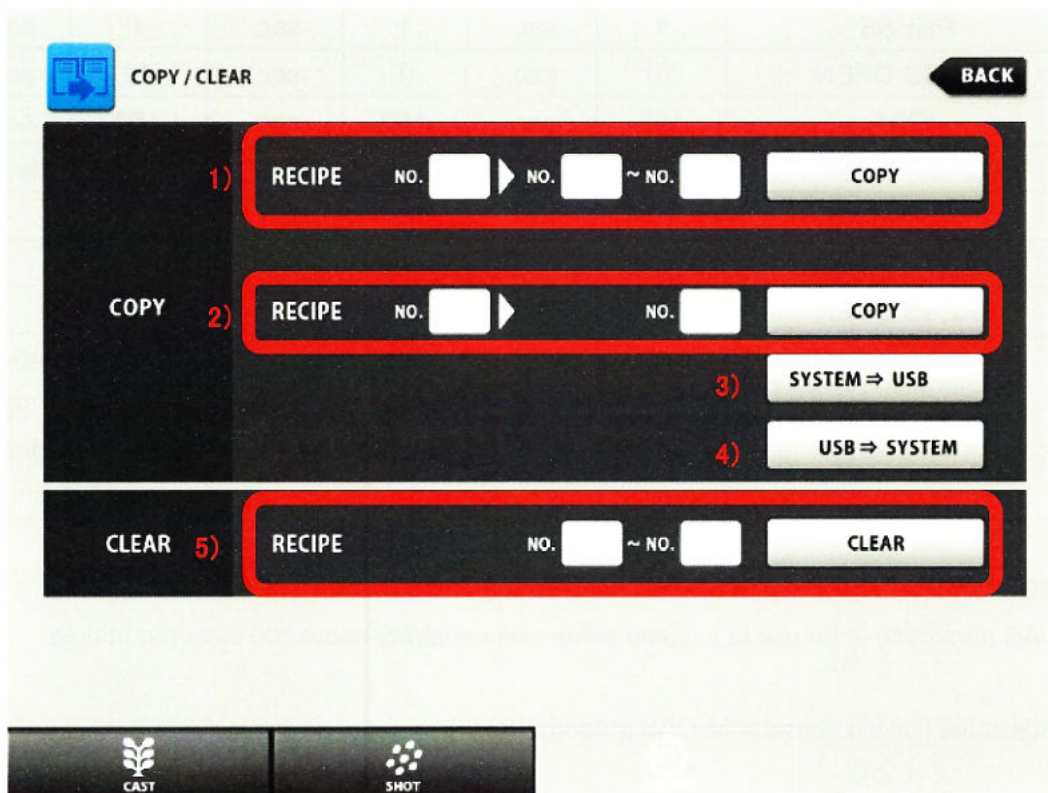 COPY / CLEAR
BACK
1) RECIPE NO. NO. ~ NO. COPY
COPY
2) RECIPE NO. NO. COPY
3) SYSTEM ⇒ USB
4) USB ⇒ SYSTEM
CLEAR 5) RECIPE NO. ~ NO. CLEAR
CAST
SHOT